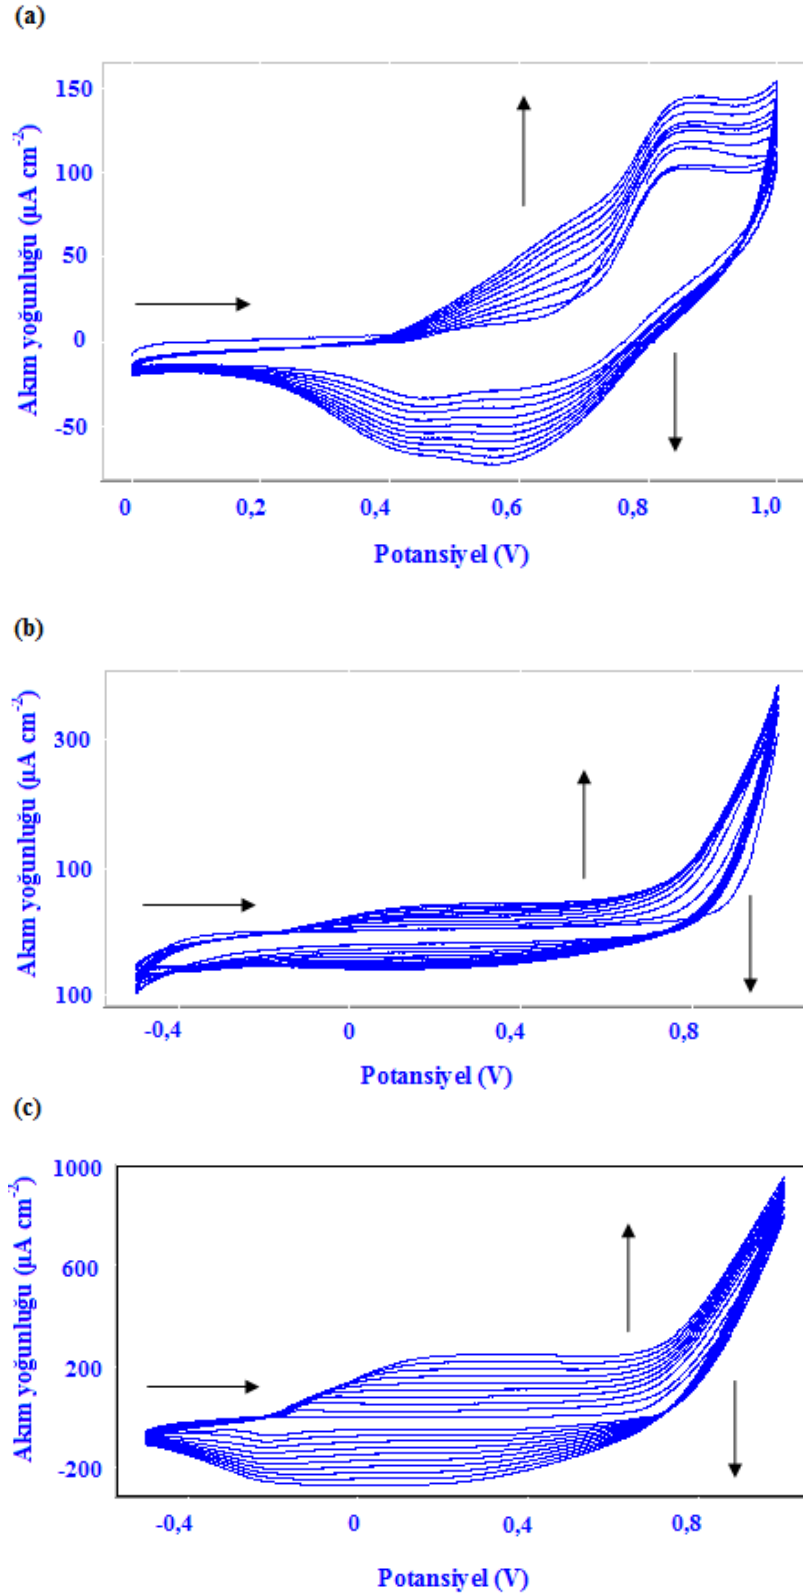 (a)
Akım yoğunluğu (µA cm⁻²)
150
100
50
0
-50
0 0,2 0,4 0,6 0,8 1,0
Potansiyel (V)
(b)
Akım yoğunluğu (µA cm⁻²)
300
100
100
-0,4 0 0,4 0,8
Potansiyel (V)
(c)
Akım yoğunluğu (µA cm⁻²)
1000
600
200
-200
-0,4 0 0,4 0,8
Potansiyel (V)